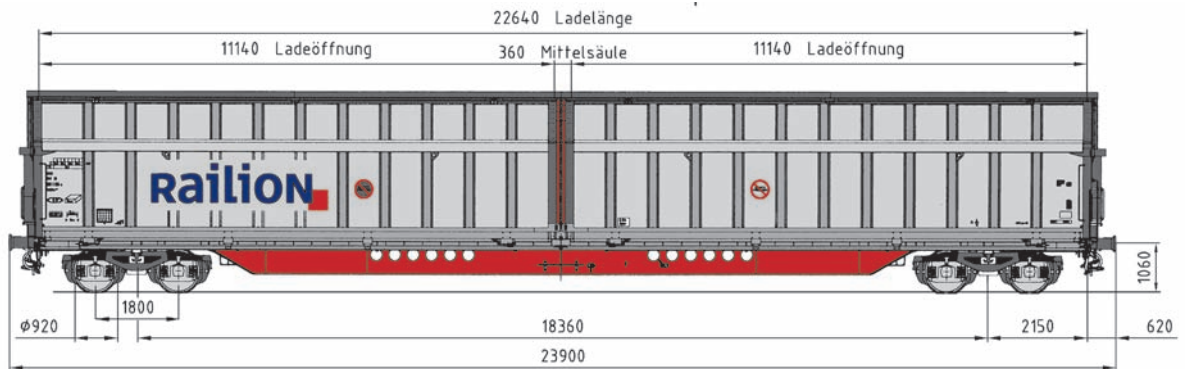 22640 Ladelänge
11140 Ladeöffnung 360 Mittelsäule 11140 Ladeöffnung
RaiLiON
1060
1800
φ920 18360 2150 620
23900